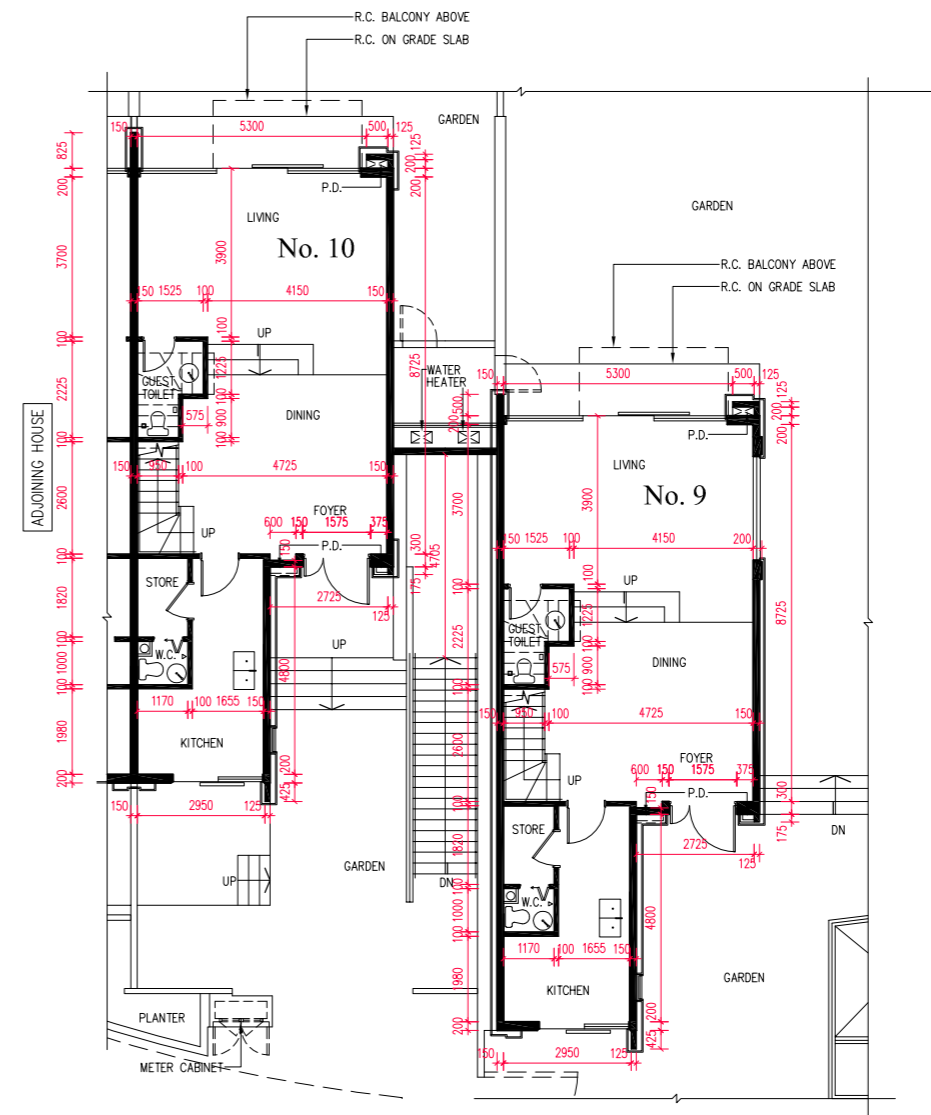 R.C. BALCONY ABOVE
R.C. ON GRADE SLAB
GARDEN
150
5300
500
125
125
200
200
825
200
3700
100
2225
100
2600
100
1820
100
1000
100
1980
200
ADJOINING HOUSE
P.D.
LIVING
No. 10
3900
150 1525 100 4150 150
UP
100
1225
100
900
100
GUEST
TOILET
575
DINING
150 950 100 4725 150
FOYER
600 150 1575 375
150
P.D.
UP
300
175
STORE
2725
125
W.C.
UP
4800
1170 100 1655 150
KITCHEN
200
425
150 2950 125
UP
GARDEN
PLANTER
METER CABINET
8725
WATER
HEATER
500
200
3700
4705
100
2225
100
2600
100
1820
100
1000
100
1980
200
DN
GARDEN
R.C. BALCONY ABOVE
R.C. ON GRADE SLAB
150
5300
500
125
125
200
200
P.D.
LIVING
No. 9
3900
150 1525 100 4150 200
UP
100
1225
100
900
100
GUEST
TOILET
575
DINING
8725
150 950 100 4725 150
FOYER
600 150 1575 375
150
P.D.
UP
300
175
DN
STORE
2725
125
W.C.
4800
1170 100 1655 150
KITCHEN
GARDEN
200
425
150 2950 125